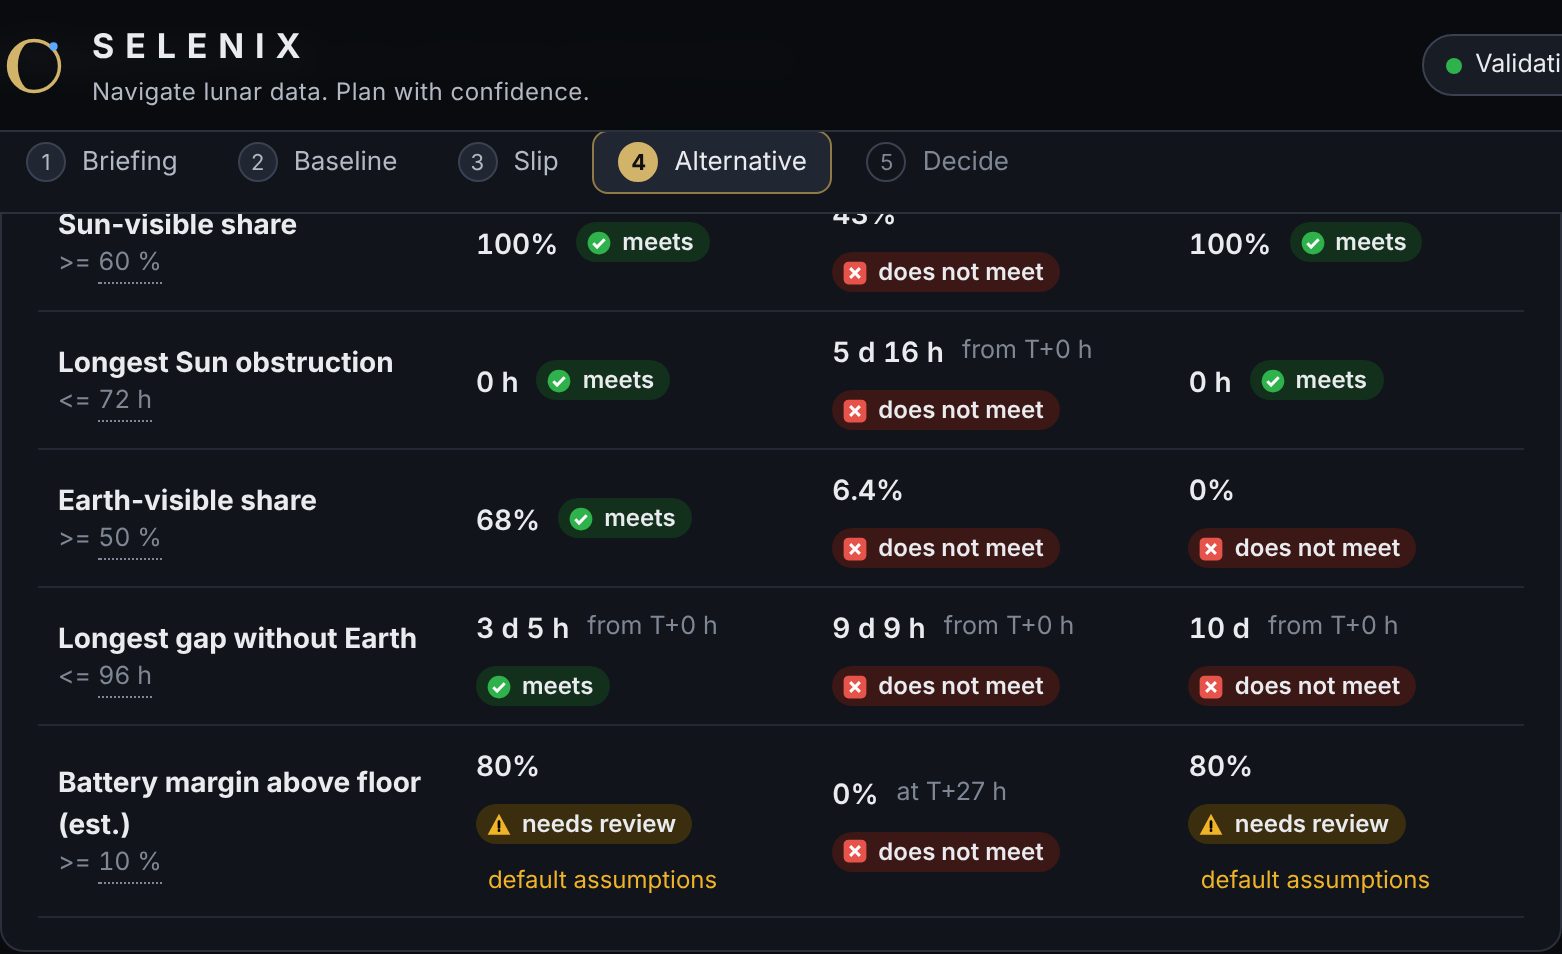 SELENIX
Navigate lunar data. Plan with confidence.
Validati
1 Briefing 2 Baseline 3 Slip 4 Alternative 5 Decide
Sun-visible share
>= 60 %
100% meets
43%
does not meet
100% meets
Longest Sun obstruction
<= 72 h
0 h meets
5 d 16 h from T+0 h
does not meet
0 h meets
Earth-visible share
>= 50 %
68% meets
6.4%
does not meet
0%
does not meet
Longest gap without Earth
<= 96 h
3 d 5 h from T+0 h
meets
9 d 9 h from T+0 h
does not meet
10 d from T+0 h
does not meet
Battery margin above floor
(est.)
>= 10 %
80%
needs review
default assumptions
0% at T+27 h
does not meet
80%
needs review
default assumptions